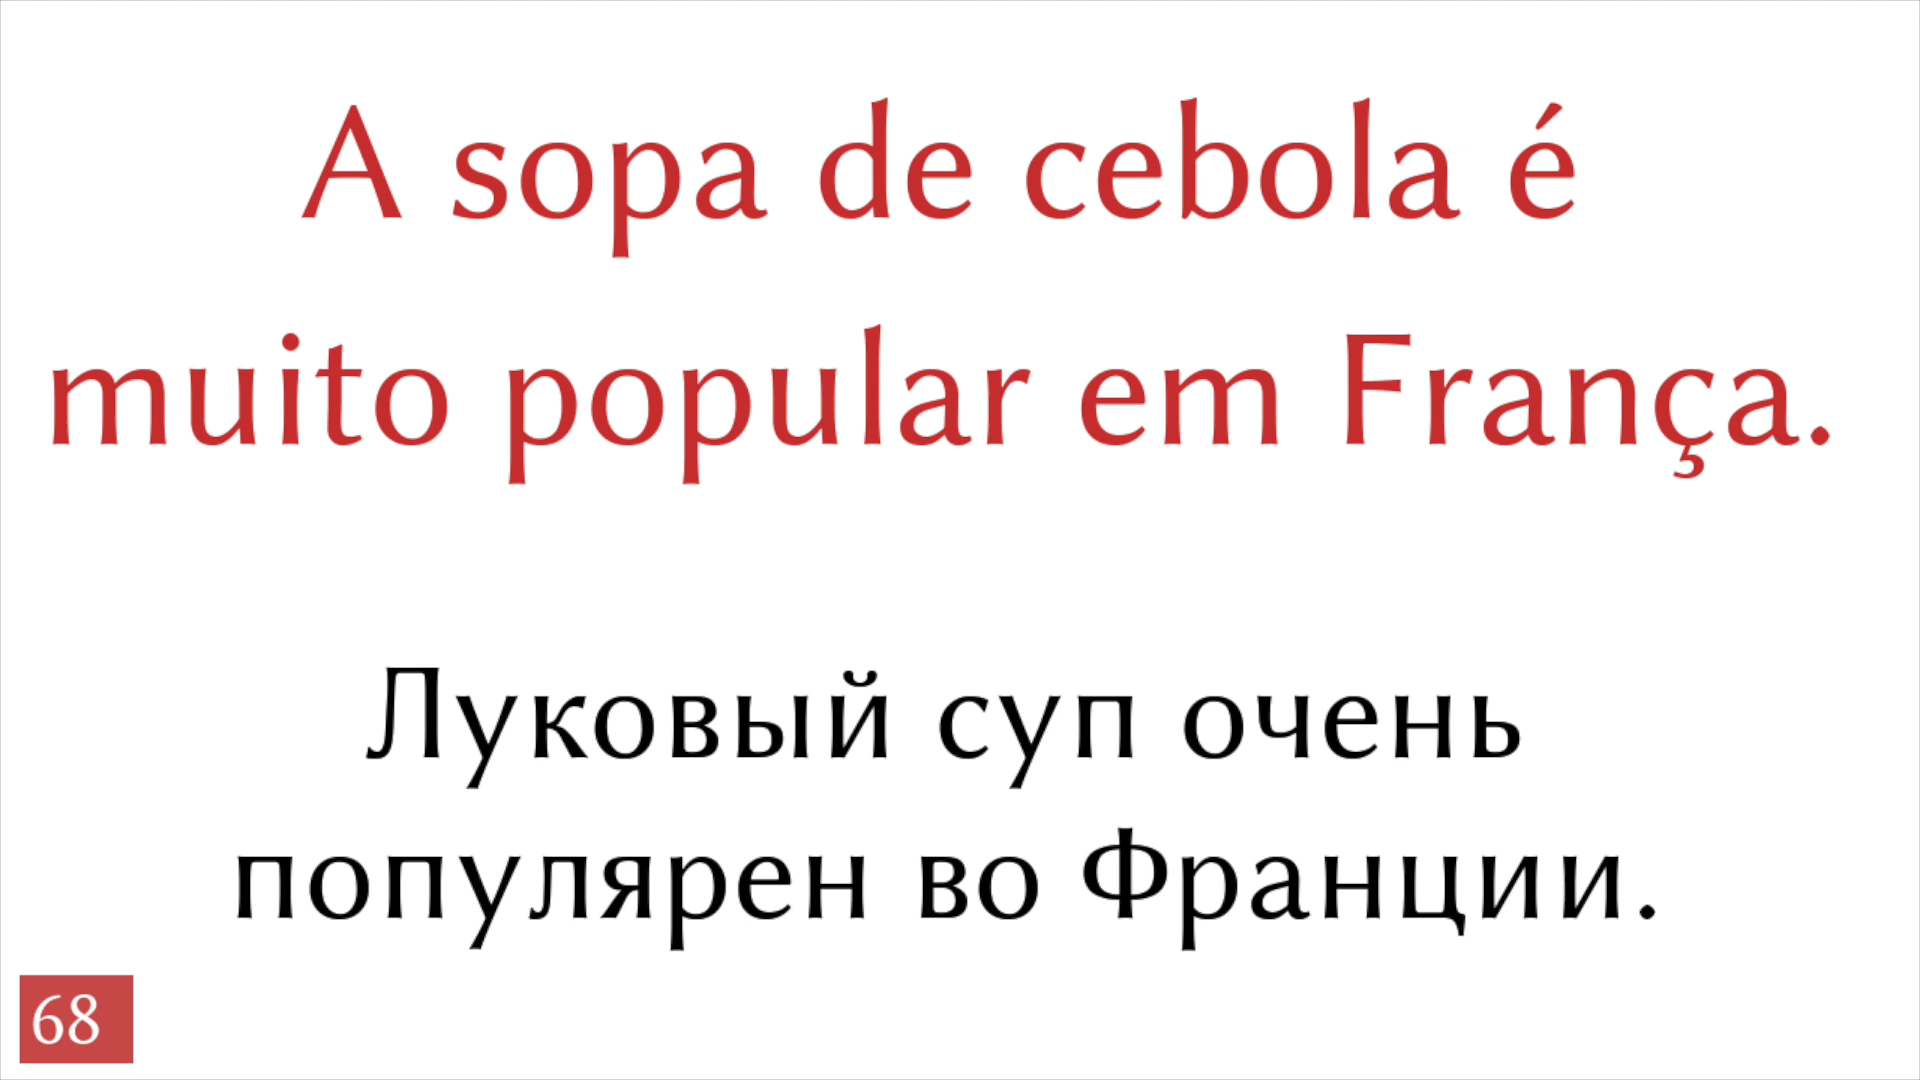 A sopa de cebola é
muito popular em França.
Луковый суп очень
популярен во Франции.
68